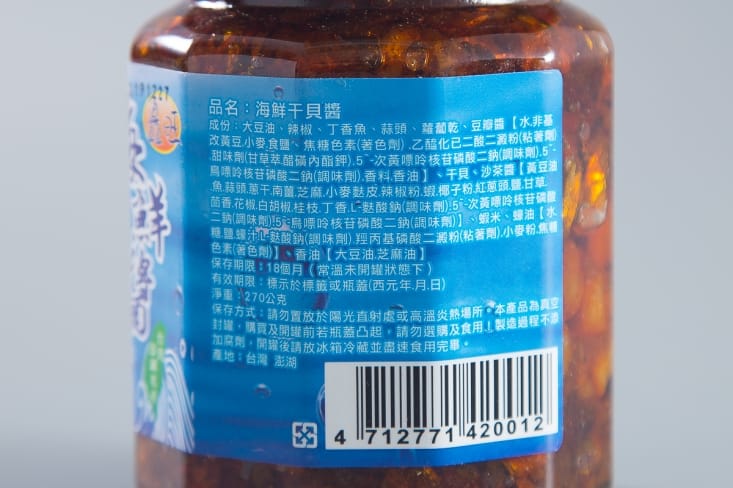 品名：海鮮干貝醬
成份：大豆油、辣椒、丁香魚、蒜頭、蘿蔔乾、豆瓣醬【水.非基
改黃豆.小麥.食鹽、焦糖色素(著色劑).乙醯化己二酸二澱粉(粘著劑)
甜味劑(甘草萃.醋磺內酯鉀).5'-次黃嘌呤核苷磷酸二鈉(調味劑).5'-
鳥嘌呤核苷磷酸二鈉(調味劑.香料.香油】、干貝、沙茶醬【黃豆油
魚.蒜頭.蔥干.南薑.芝麻.小麥麩皮.辣椒粉.蝦.椰子粉.紅蔥頭.鹽.甘草
茴香.花椒.白胡椒.桂枝.丁香.L-麩酸鈉(調味劑).5'-次黃嘌呤核苷磷酸
二鈉(調味劑).5'-鳥嘌呤核苷磷酸二鈉(調味劑)】、蝦米、蠔油【水
糖.鹽.蠔汁.L-麩酸鈉(調味劑).羥丙基磷酸二澱粉(粘著劑).小麥粉.焦糖
色素(著色劑)】、香油【大豆油.芝麻油】
保存期限：18個月（常溫未開罐狀態下）
有效期限：標示於標籤或瓶蓋(西元年.月.日)
淨重：270公克
保存方式：請勿置放於陽光直射處或高溫炎熱場所。本產品為真空
封罐，購買及開罐前若瓶蓋凸起，請勿選購及食用！製造過程不添
加腐劑，開罐後請放冰箱冷藏並盡速食用完畢。
產地：台灣 澎湖
4 712771 420012
鮮
醬